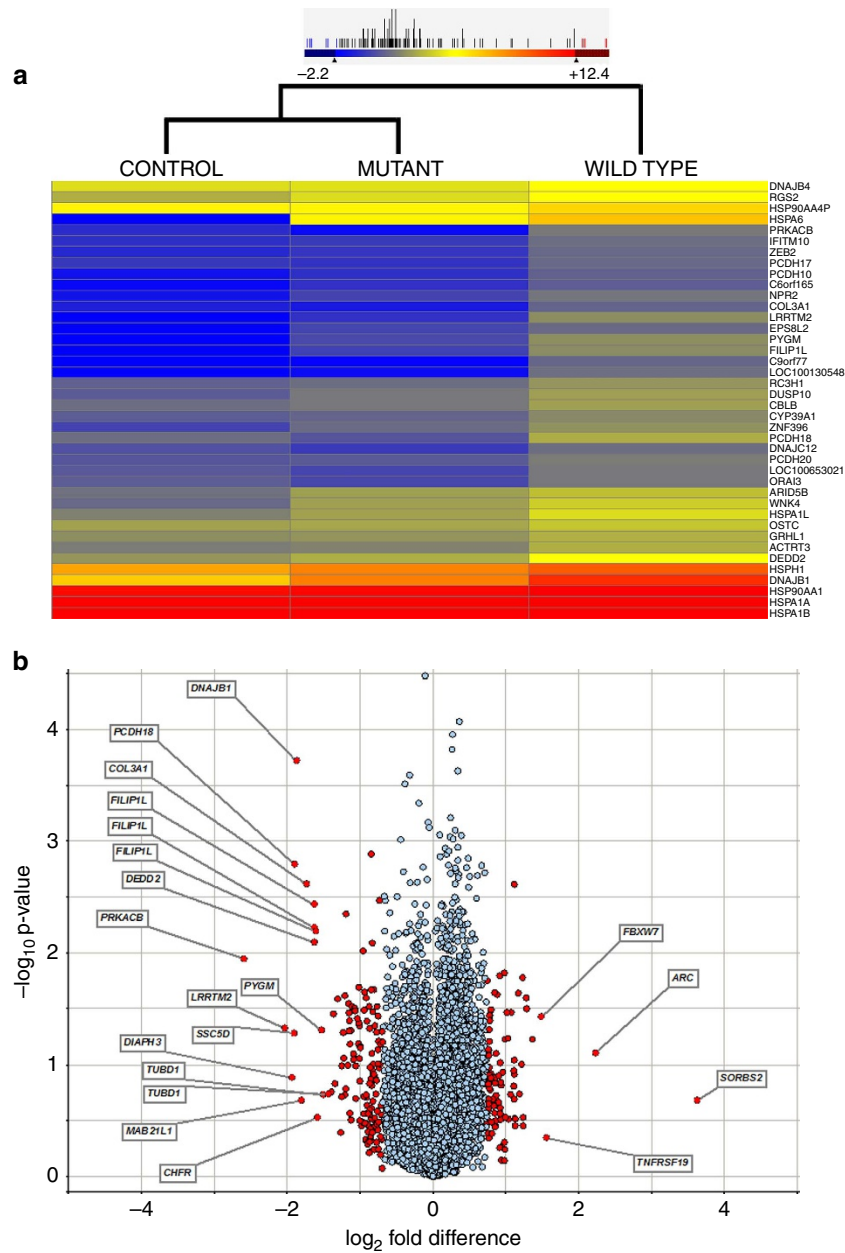 −2.2 +12.4
a
CONTROL MUTANT WILD TYPE
DNAJB4
RGS2
HSP90AA4P
HSPA6
PRKACB
IFITM10
ZEB2
PCDH17
PCDH10
C6orf165
NPR2
COL3A1
LRRTM2
EPS8L2
PYGM
FILIP1L
C9orf77
LOC100130548
RC3H1
DUSP10
CBLB
CYP39A1
ZNF396
PCDH18
DNAJC12
PCDH20
LOC100653021
ORAI3
ARID5B
WNK4
HSPA1L
OSTC
GRHL1
ACTRT3
DEDD2
HSPH1
DNAJB1
HSP90AA1
HSPA1A
HSPA1B
b
DNAJB1
PCDH18
COL3A1
FILIP1L
FILIP1L
FILIP1L
DEDD2
PRKACB
PYGM
LRRTM2
SSC5D
DIAPH3
TUBD1
TUBD1
MAB21L1
CHFR
FBXW7
ARC
SORBS2
TNFRSF19
4
3
2
1
0
−log10 p-value
−4 −2 0 2 4
log2 fold difference